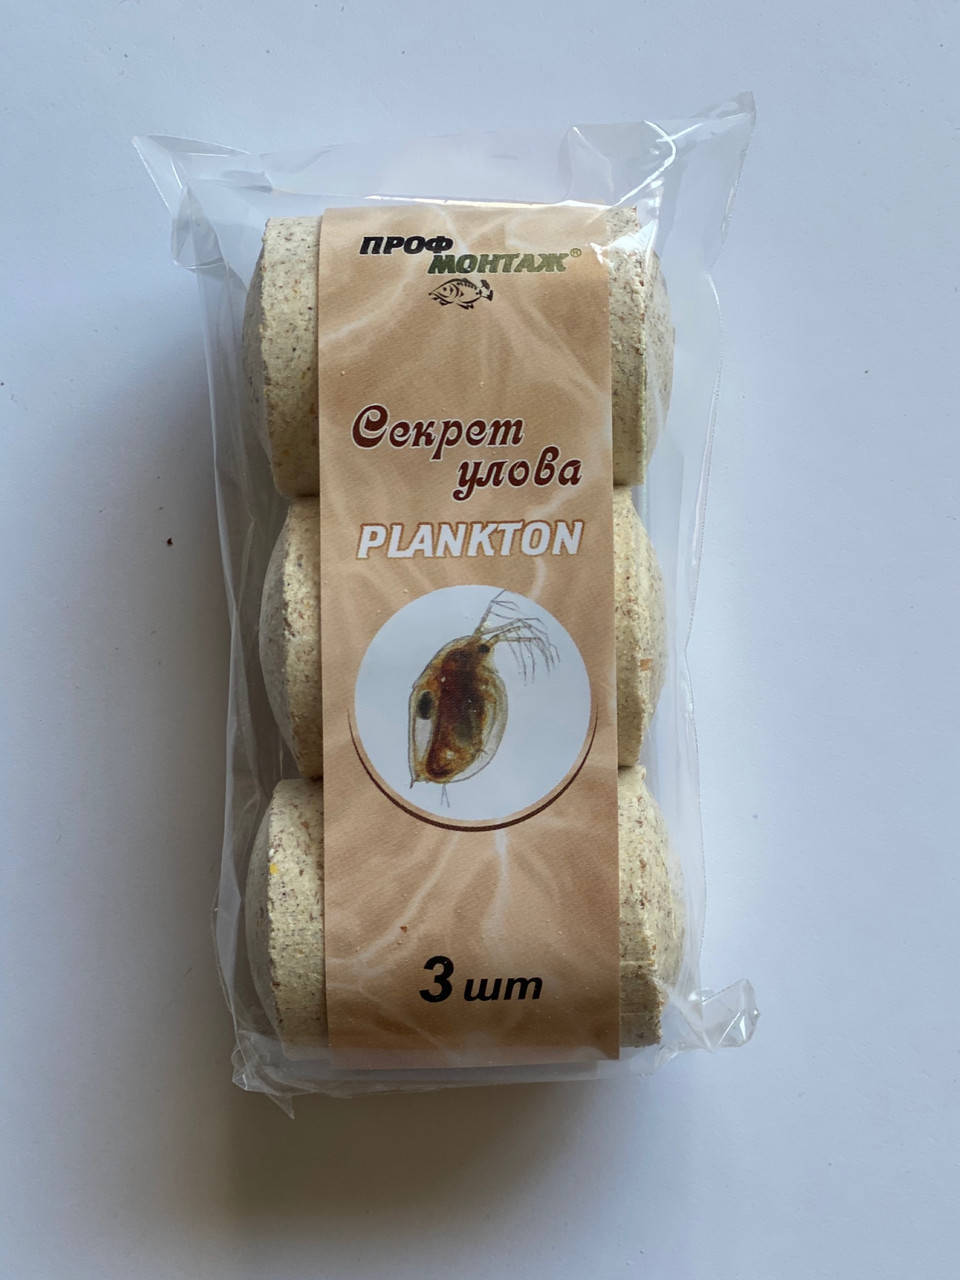 ПРОФ
МОНТАЖ®
Секрет
улова
PLANKTON
3 шт